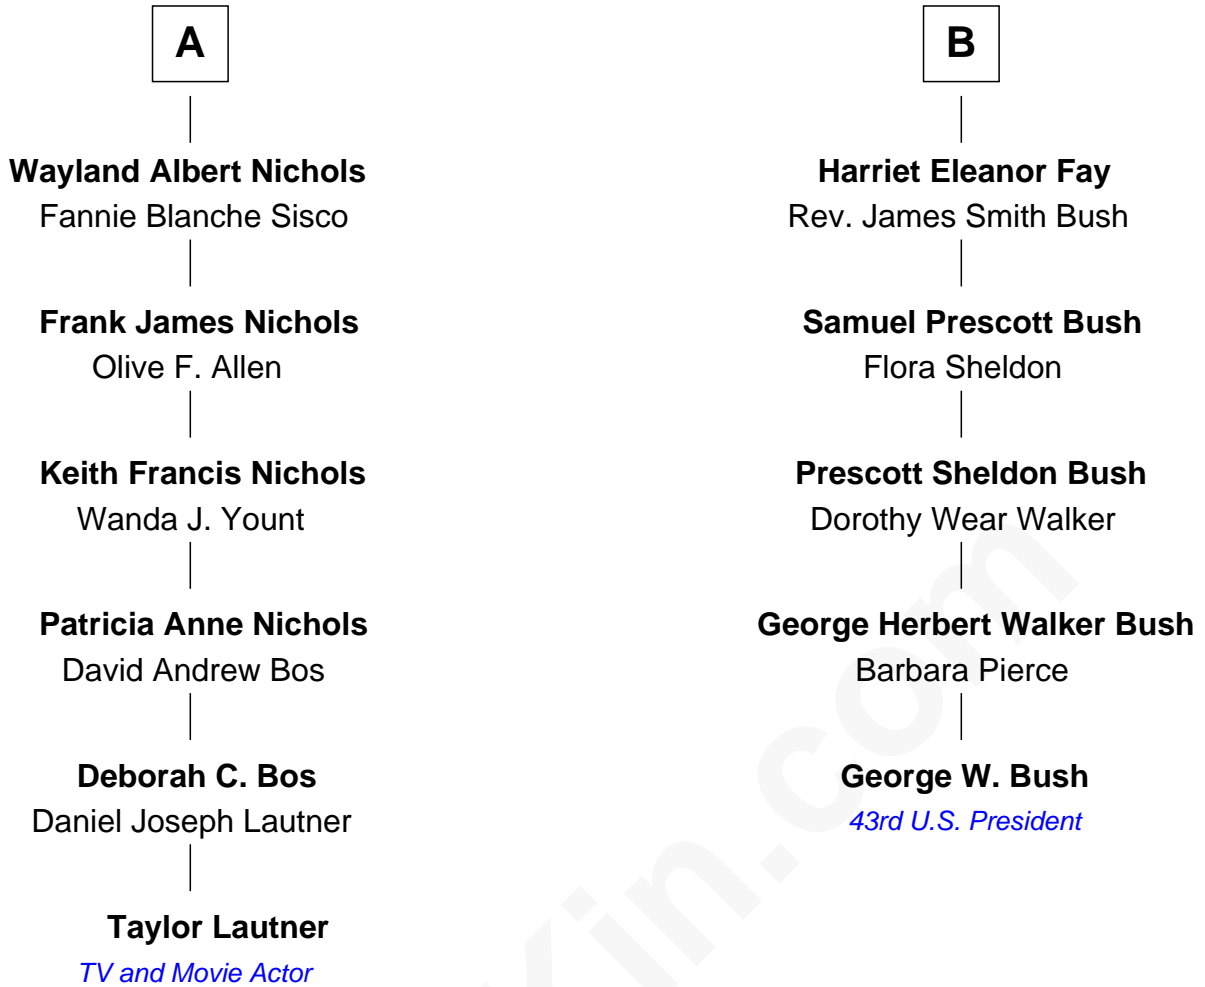 A
B
Wayland Albert Nichols
Harriet Eleanor Fay
Fannie Blanche Sisco
Rev. James Smith Bush
Frank James Nichols
Samuel Prescott Bush
Olive F. Allen
Flora Sheldon
Keith Francis Nichols
Prescott Sheldon Bush
Wanda J. Yount
Dorothy Wear Walker
Patricia Anne Nichols
George Herbert Walker Bush
David Andrew Bos
Barbara Pierce
Deborah C. Bos
George W. Bush
Daniel Joseph Lautner
43rd U.S. President
Taylor Lautner
TV and Movie Actor